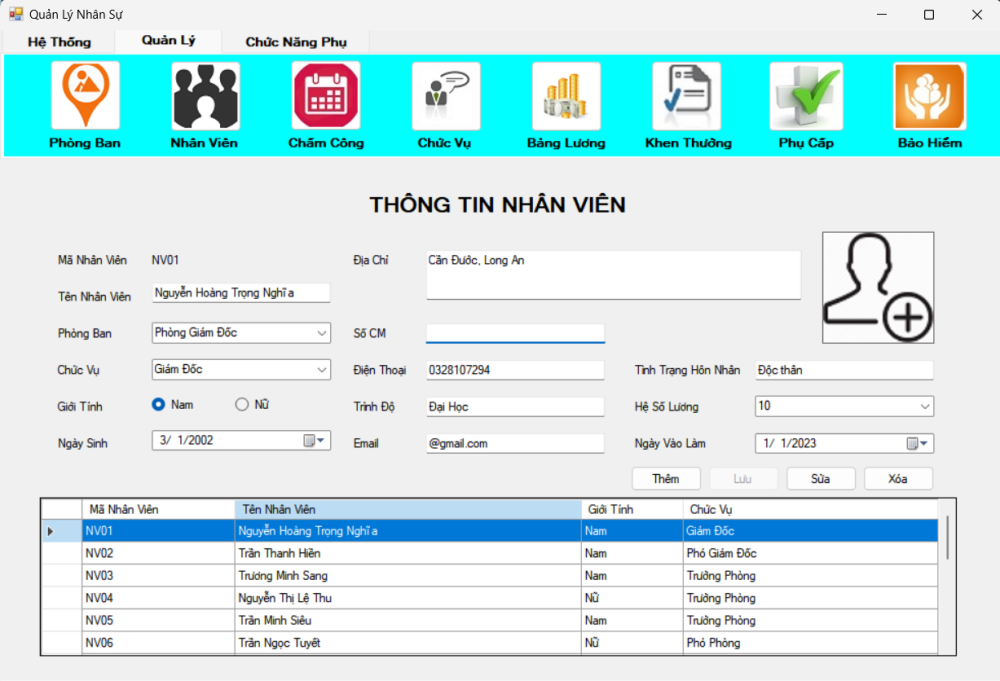 Quản Lý Nhân Sự
Hệ Thống Quản Lý Chức Năng Phụ
Phòng Ban Nhân Viên Chấm Công Chức Vụ Bảng Lương Khen Thưởng Phụ Cấp Bảo Hiểm
THÔNG TIN NHÂN VIÊN
Mã Nhân Viên NV01 Địa Chỉ Cần Đước, Long An
Tên Nhân Viên Nguyễn Hoàng Trọng Nghĩa
Phòng Ban Phòng Giám Đốc Số CM
Chức Vụ Giám Đốc Điện Thoại 0328107294 Tình Trạng Hôn Nhân Độc thân
Giới Tính Nam Nữ Trình Độ Đại Học Hệ Số Lương 10
Ngày Sinh 3/ 1/2002 Email @gmail.com Ngày Vào Làm 1/ 1/2023
Thêm Lưu Sửa Xóa
Mã Nhân Viên Tên Nhân Viên Giới Tính Chức Vụ
NV01 Nguyễn Hoàng Trọng Nghĩa Nam Giám Đốc
NV02 Trần Thanh Hiền Nam Phó Giám Đốc
NV03 Trương Minh Sang Nam Trưởng Phòng
NV04 Nguyễn Thị Lệ Thu Nữ Trưởng Phòng
NV05 Trần Minh Siêu Nam Trưởng Phòng
NV06 Trần Ngọc Tuyết Nữ Phó Phòng